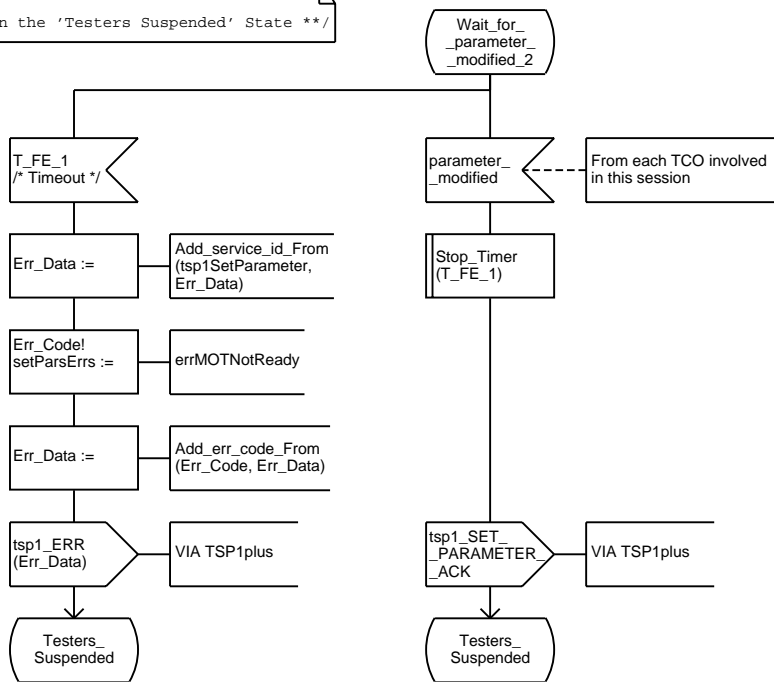 n the 'Testers Suspended' State **/
Wait_for_
_parameter_
_modified_2
T_FE_1
/* Timeout */
parameter_
_modified
From each TCO involved
in this session
Err_Data :=
Add_service_id_From
(tsp1SetParameter,
Err_Data)
Stop_Timer
(T_FE_1)
Err_Code!
setParsErrs :=
errMOTNotReady
Err_Data :=
Add_err_code_From
(Err_Code, Err_Data)
tsp1_ERR
(Err_Data)
VIA TSP1plus
tsp1_SET_
_PARAMETER_
_ACK
VIA TSP1plus
Testers_
Suspended
Testers_
Suspended